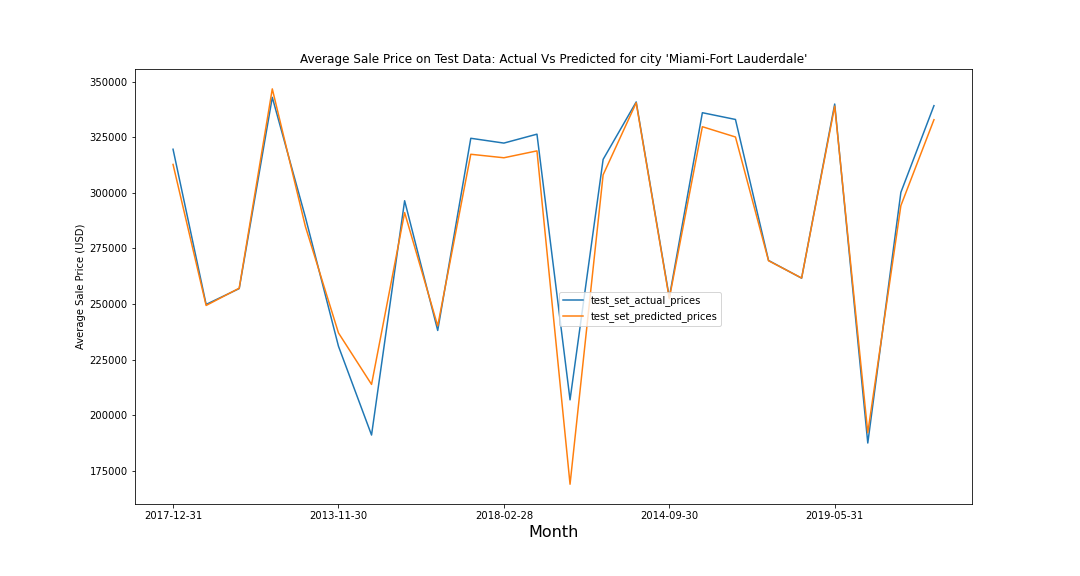 Average Sale Price on Test Data: Actual Vs Predicted for city 'Miami-Fort Lauderdale'
350000
325000
300000
275000
250000
225000
200000
175000
Average Sale Price (USD)
test_set_actual_prices
test_set_predicted_prices
2017-12-31
2013-11-30
2018-02-28
2014-09-30
2019-05-31
Month